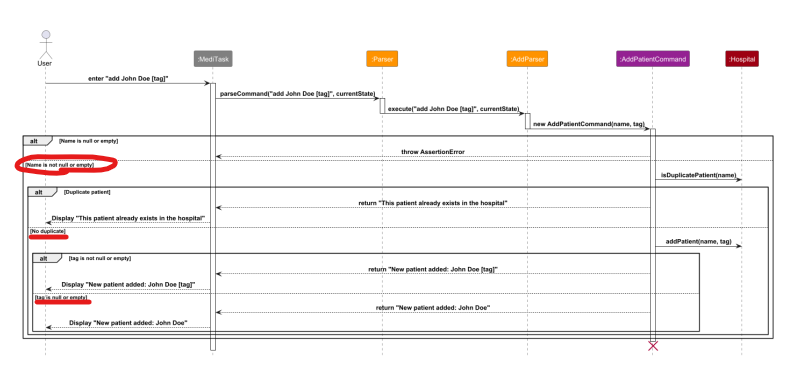 User
:MediTask
:Parser
:AddParser
:AddPatientCommand
:Hospital
enter "add John Doe [tag]"
parseCommand("add John Doe [tag]", currentState)
execute("add John Doe [tag]", currentState)
new AddPatientCommand(name, tag)
alt [Name is null or empty]
throw AssertionError
[Name is not null or empty]
isDuplicatePatient(name)
alt [Duplicate patient]
return "This patient already exists in the hospital"
Display "This patient already exists in the hospital"
[No duplicate]
addPatient(name, tag)
alt [tag is not null or empty]
return "New patient added: John Doe [tag]"
Display "New patient added: John Doe [tag]"
[tag is null or empty]
return "New patient added: John Doe"
Display "New patient added: John Doe"